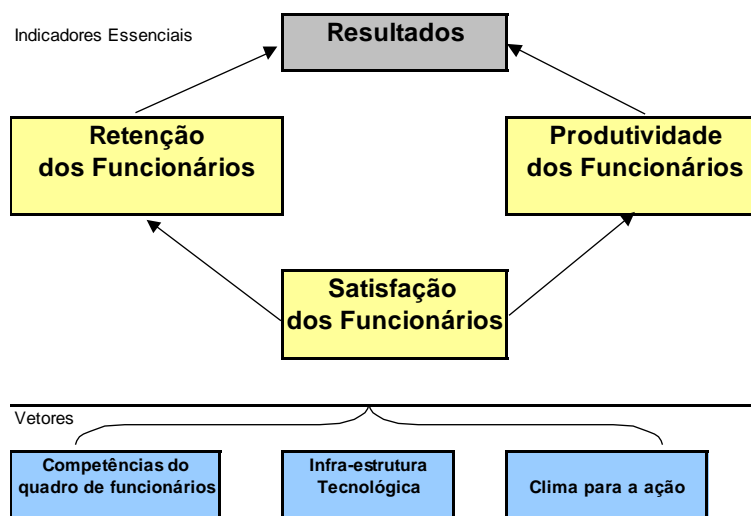 Indicadores Essenciais
Resultados
Retenção
dos Funcionários
Produtividade
dos Funcionários
Satisfação
dos Funcionários
Vetores
Competências do
quadro de funcionários
Infra-estrutura
Tecnológica
Clima para a ação